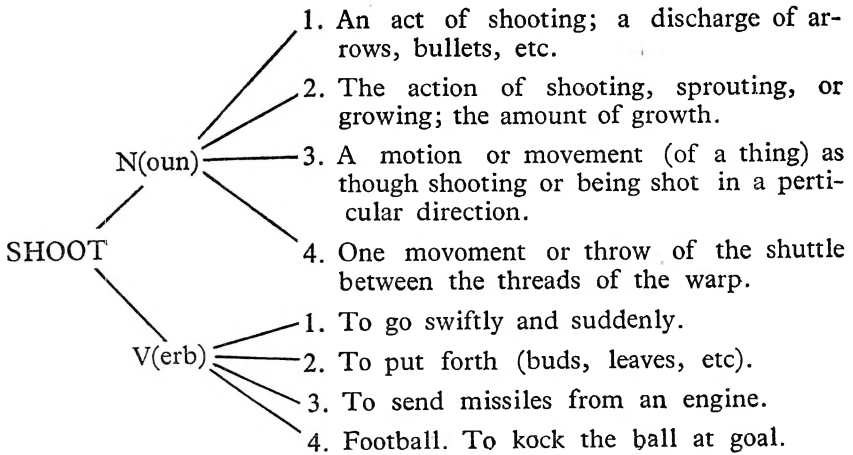 1. An act of shooting; a discharge of ar-
rows, bullets, etc.
2. The action of shooting, sprouting, or
growing; the amount of growth.
N(oun)
3. A motion or movement (of a thing) as
though shooting or being shot in a perti-
cular direction.
SHOOT
4. One movoment or throw of the shuttle
between the threads of the warp.
1. To go swiftly and suddenly.
V(erb)
2. To put forth (buds, leaves, etc).
3. To send missiles from an engine.
4. Football. To kock the ball at goal.